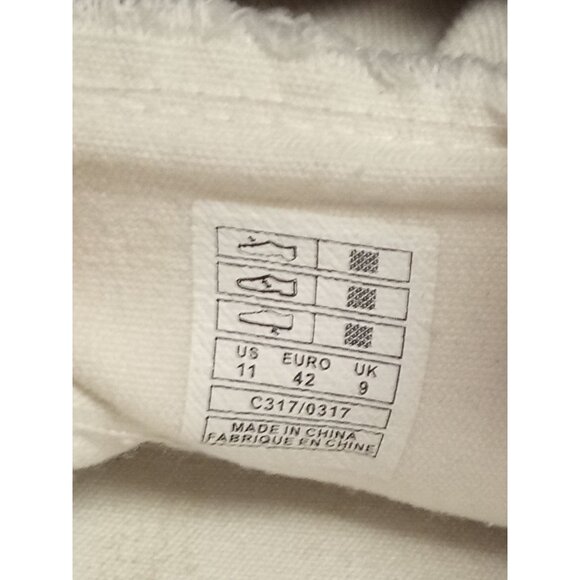 US EURO UK
11 42 9
C317/0317
MADE IN CHINA
FABRIQUE EN CHINE